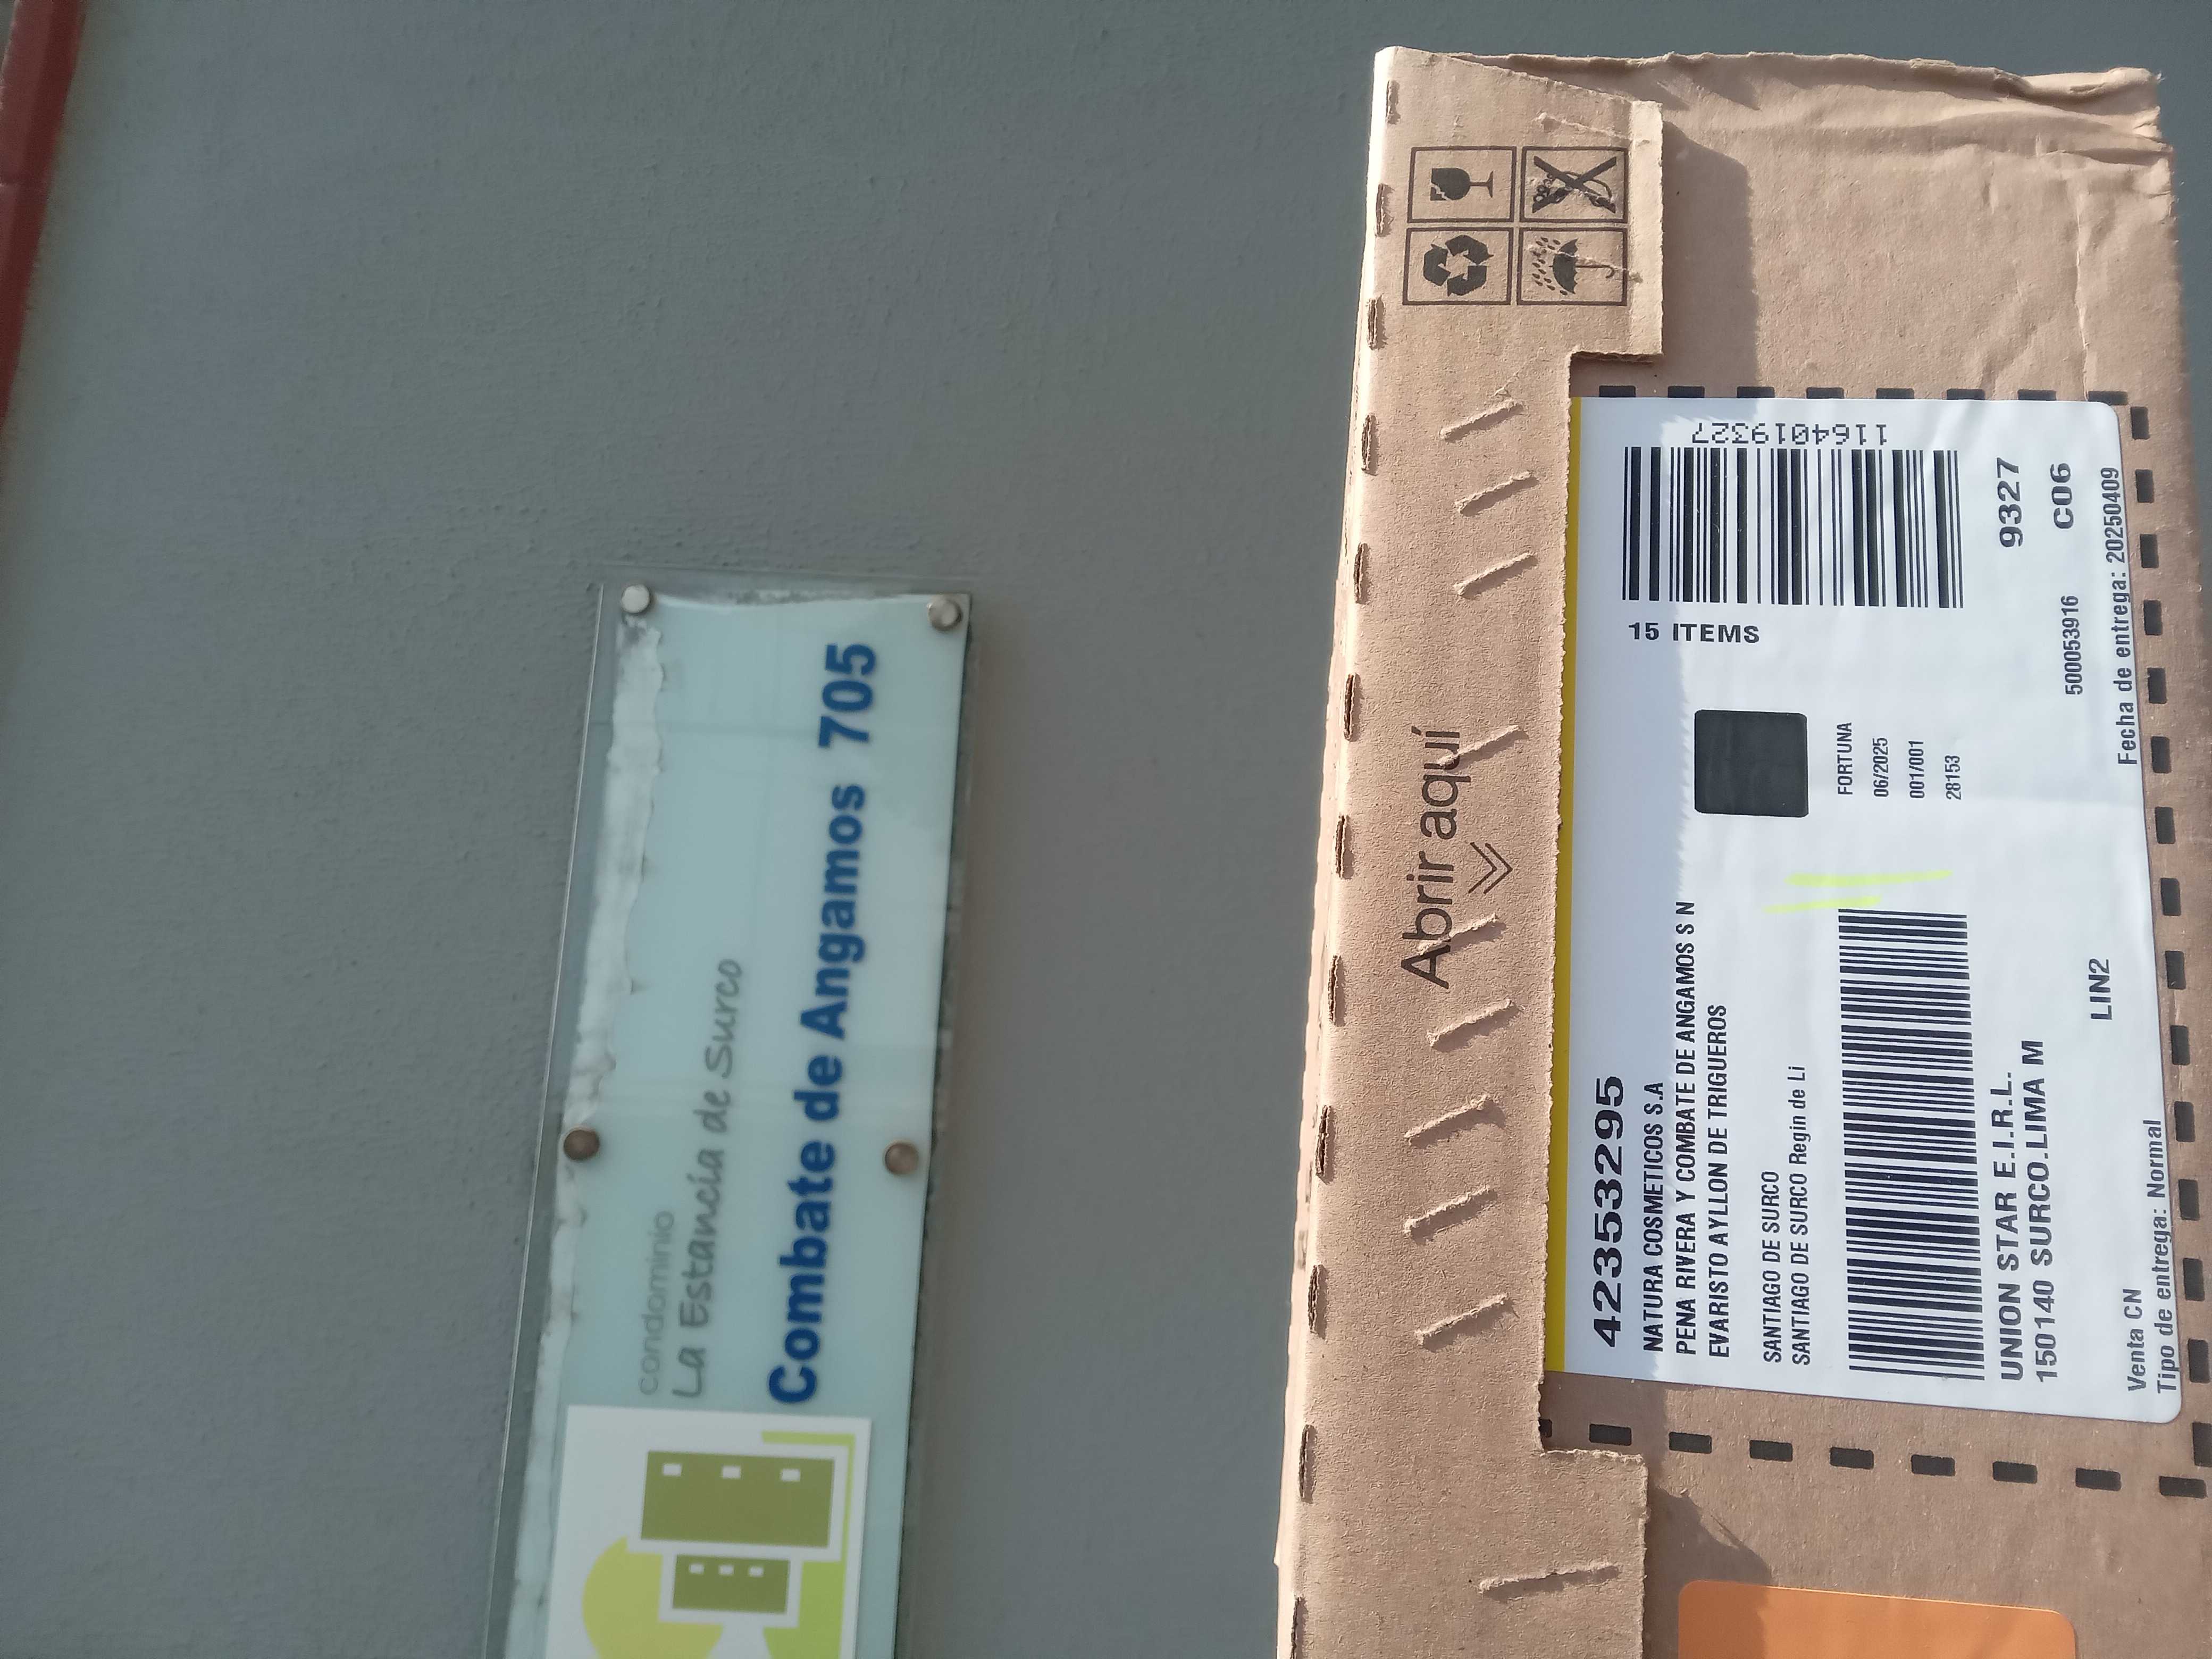 condominio
La Estancia de Surco
Combate de Angamos 705
Abrir aquí
42353295
NATURA COSMETICOS S.A
PENA RIVERA Y COMBATE DE ANGAMOS S N
EVARISTO AYLLON DE TRIGUEROS
SANTIAGO DE SURCO
SANTIAGO DE SURCO Regin de Li
UNION STAR E.I.R.L.
150140 SURCO.LIMA M
LIN2
Venta CN
Tipo de entrega: Normal
1164019327
15 ITEMS
FORTUNA
06/2025
001/001
28153
9327
C06
500053916
Fecha de entrega: 20250409